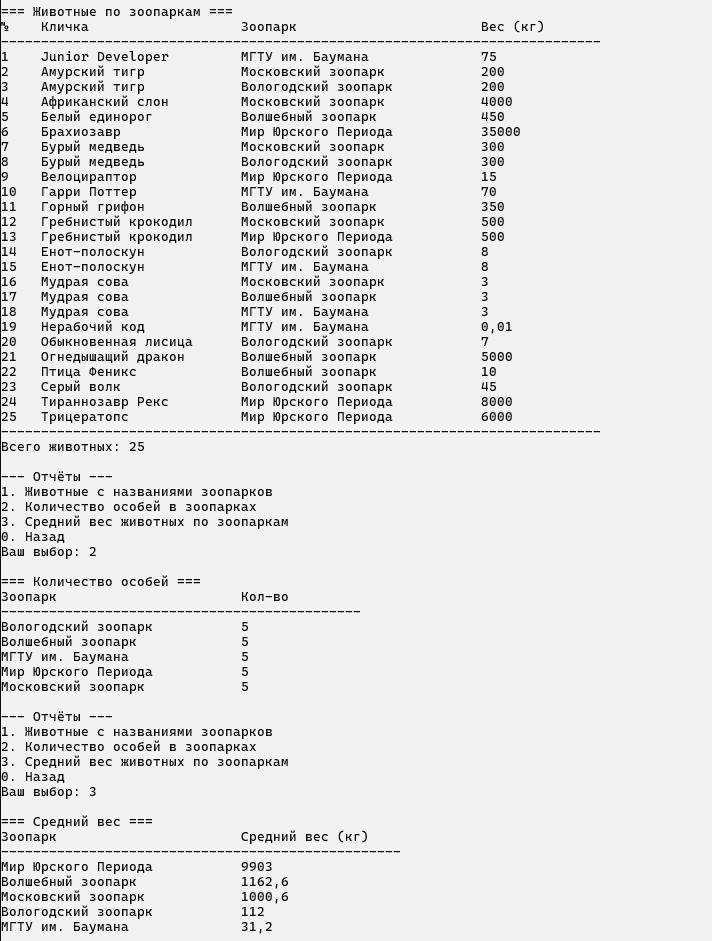 === Животные по зоопаркам ===
№ Кличка Зоопарк Вес (кг)
---------------------------------------------------------------------------
1 Junior Developer МГТУ им. Баумана 75
2 Амурский тигр Московский зоопарк 200
3 Амурский тигр Вологодский зоопарк 200
4 Африканский слон Московский зоопарк 4000
5 Белый единорог Волшебный зоопарк 450
6 Брахиозавр Мир Юрского Периода 35000
7 Бурый медведь Московский зоопарк 300
8 Бурый медведь Вологодский зоопарк 300
9 Велоцираптор Мир Юрского Периода 15
10 Гарри Поттер МГТУ им. Баумана 70
11 Горный грифон Волшебный зоопарк 350
12 Гребнистый крокодил Московский зоопарк 500
13 Гребнистый крокодил Мир Юрского Периода 500
14 Енот-полоскун Вологодский зоопарк 8
15 Енот-полоскун МГТУ им. Баумана 8
16 Мудрая сова Московский зоопарк 3
17 Мудрая сова Волшебный зоопарк 3
18 Мудрая сова МГТУ им. Баумана 3
19 Нерабочий код МГТУ им. Баумана 0,01
20 Обыкновенная лисица Вологодский зоопарк 7
21 Огнедышащий дракон Волшебный зоопарк 5000
22 Птица Феникс Волшебный зоопарк 10
23 Серый волк Вологодский зоопарк 45
24 Тираннозавр Рекс Мир Юрского Периода 8000
25 Трицератопс Мир Юрского Периода 6000
---------------------------------------------------------------------------
Всего животных: 25
--- Отчёты ---
1. Животные с названиями зоопарков
2. Количество особей в зоопарках
3. Средний вес животных по зоопаркам
0. Назад
Ваш выбор: 2
=== Количество особей ===
Зоопарк Кол-во
---------------------------------------------
Вологодский зоопарк 5
Волшебный зоопарк 5
МГТУ им. Баумана 5
Мир Юрского Периода 5
Московский зоопарк 5
--- Отчёты ---
1. Животные с названиями зоопарков
2. Количество особей в зоопарках
3. Средний вес животных по зоопаркам
0. Назад
Ваш выбор: 3
=== Средний вес ===
Зоопарк Средний вес (кг)
--------------------------------------------------
Мир Юрского Периода 9903
Волшебный зоопарк 1162,6
Московский зоопарк 1000,6
Вологодский зоопарк 112
МГТУ им. Баумана 31,2